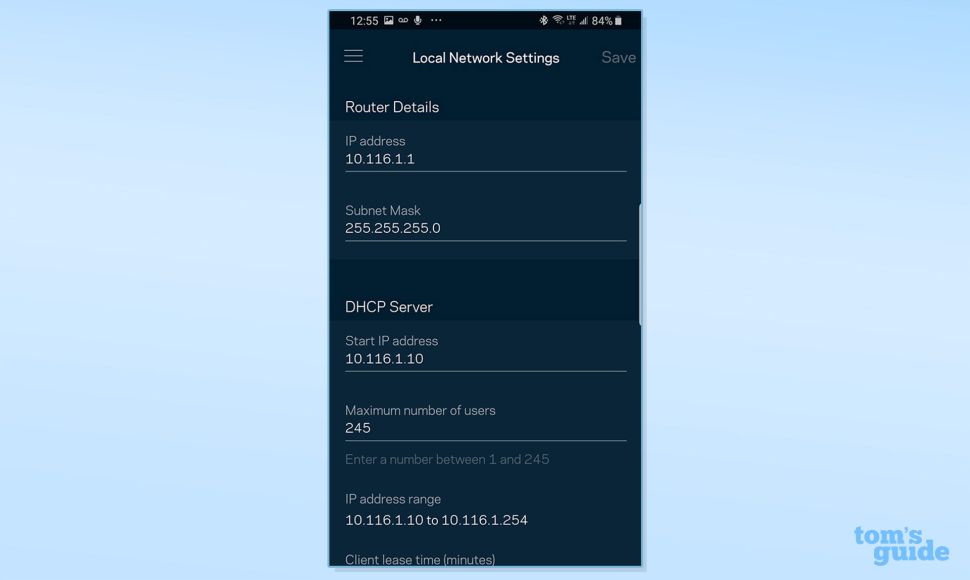 12:55 ... LTE 84%
Local Network Settings Save
Router Details
IP address
10.116.1.1
Subnet Mask
255.255.255.0
DHCP Server
Start IP address
10.116.1.10
Maximum number of users
245
Enter a number between 1 and 245
IP address range
10.116.1.10 to 10.116.1.254
Client lease time (minutes)
tom's
guide